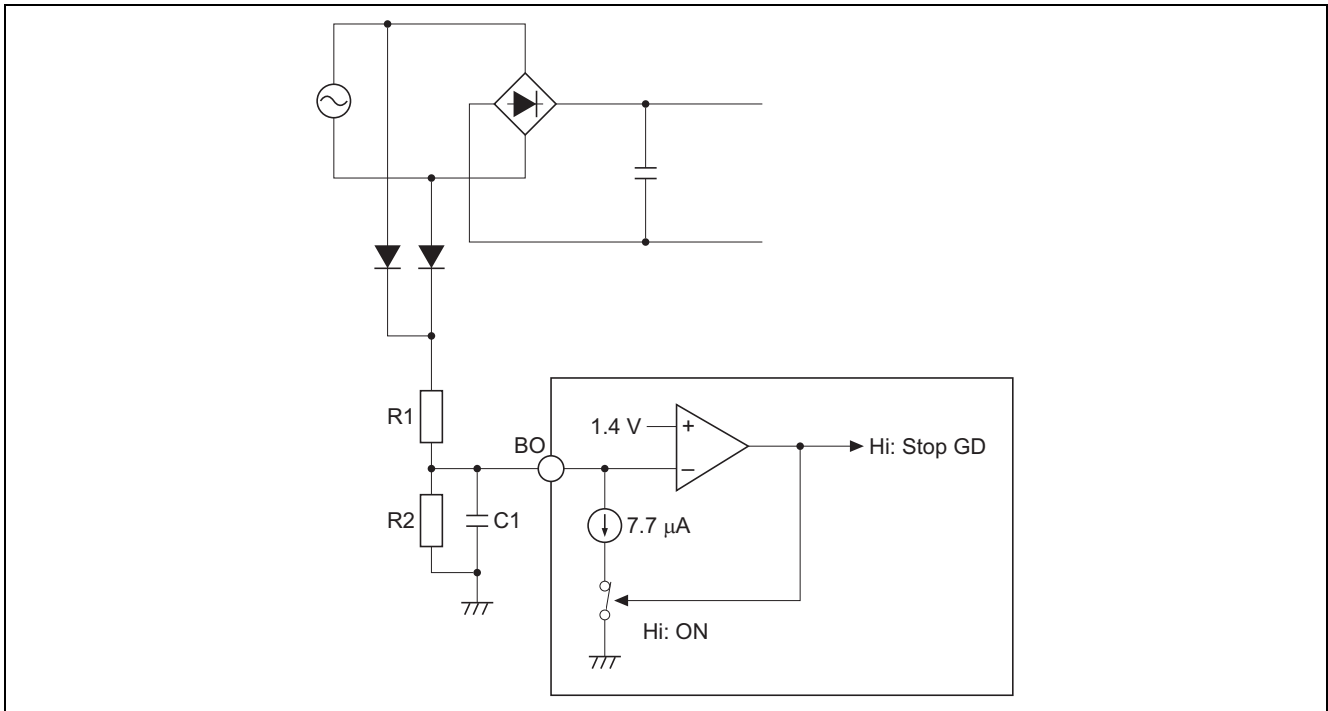 R1
BO
1.4 V
+
−
Hi: Stop GD
R2
C1
7.7 μA
Hi: ON